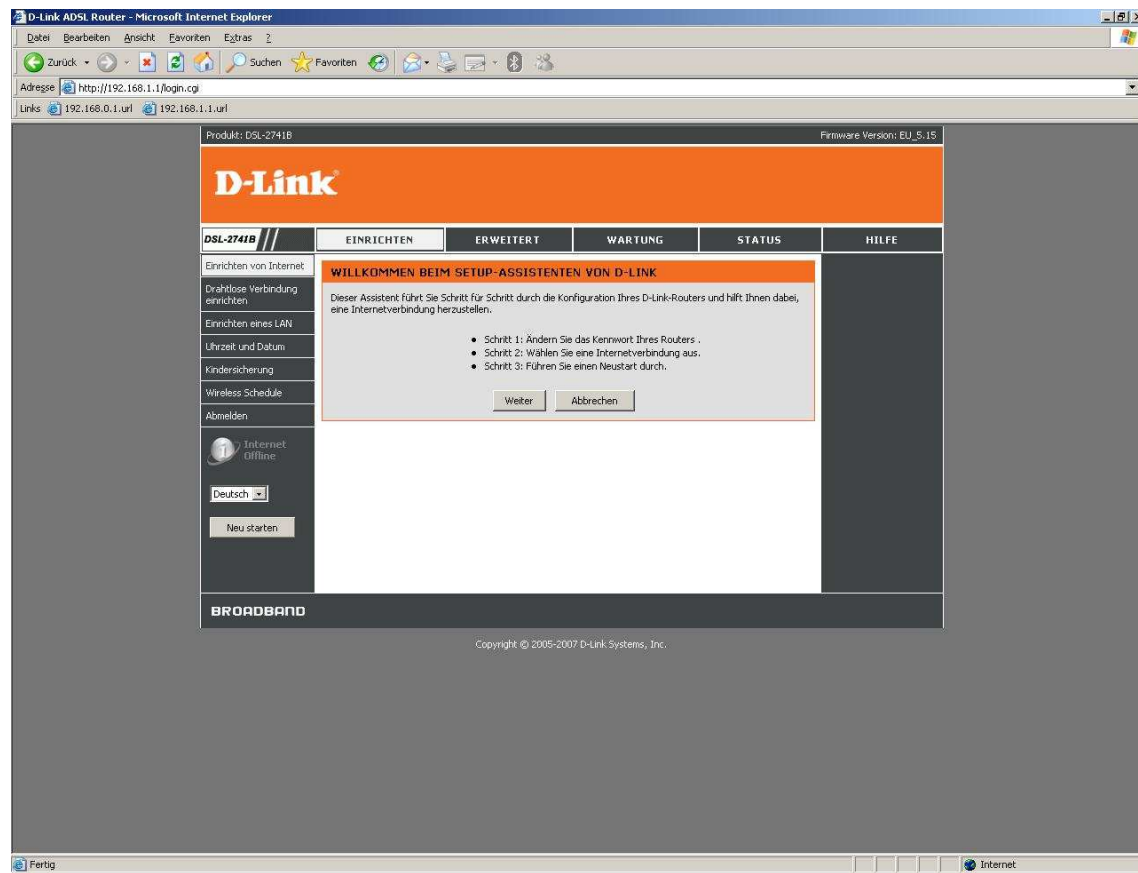 D-Link ADSL Router - Microsoft Internet Explorer
Datei Bearbeiten Ansicht Favoriten Extras ?
Zurück Suchen Favoriten
Adresse http://192.168.1.1/login.cgi
Links 192.168.0.1.url 192.168.1.1.url
Produkt: DSL-2741B Firmware Version: EU_5.15
D-Link
DSL-2741B // EINRICHTEN ERWEITERT WARTUNG STATUS HILFE
Einrichten von Internet
Drahtlose Verbindung
einrichten
Einrichten eines LAN
Uhrzeit und Datum
Kindersicherung
Wireless Schedule
Abmelden
Internet
Offline
Deutsch
Neu starten
WILLKOMMEN BEIM SETUP-ASSISTENTEN VON D-LINK
Dieser Assistent führt Sie Schritt für Schritt durch die Konfiguration Ihres D-Link-Routers und hilft Ihnen dabei,
eine Internetverbindung herzustellen.
• Schritt 1: Ändern Sie das Kennwort Ihres Routers .
• Schritt 2: Wählen Sie eine Internetverbindung aus.
• Schritt 3: Führen Sie einen Neustart durch.
Weiter Abbrechen
BROADBAND
Copyright © 2005-2007 D-Link Systems, Inc.
Fertig Internet